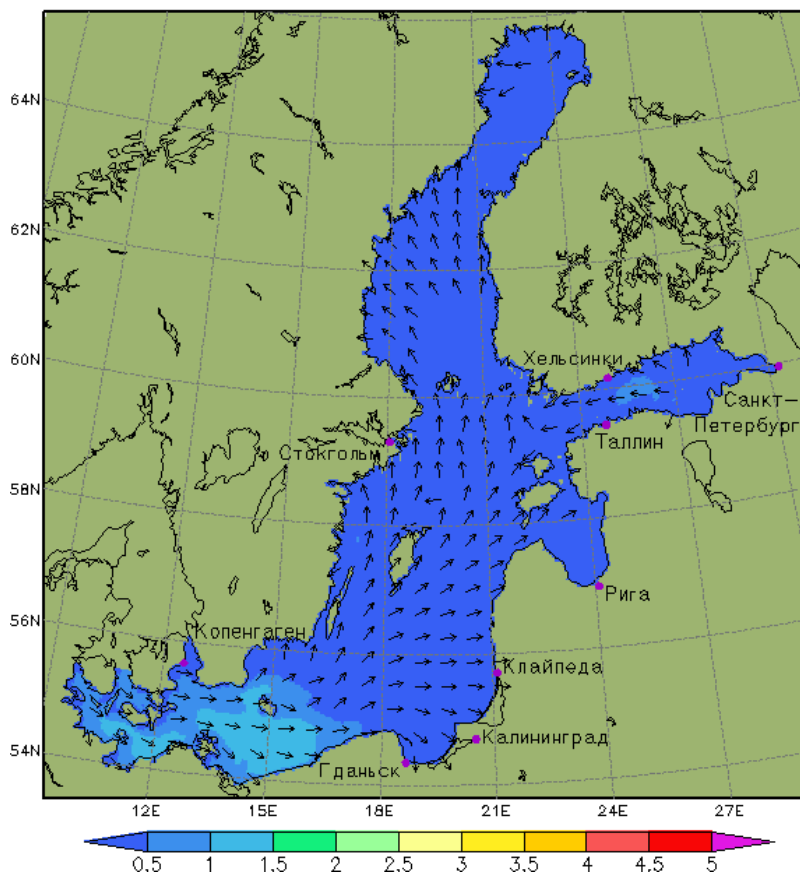 64N
62N
60N
Хельсинки
Санкт–
Петербург
Таллин
Стокгольм
58N
Рига
56N
Копенгаген
Клайпеда
Калининград
54N
Гданьск
12E 15E 18E 21E 24E 27E
0.5 1 1.5 2 2.5 3 3.5 4 4.5 5